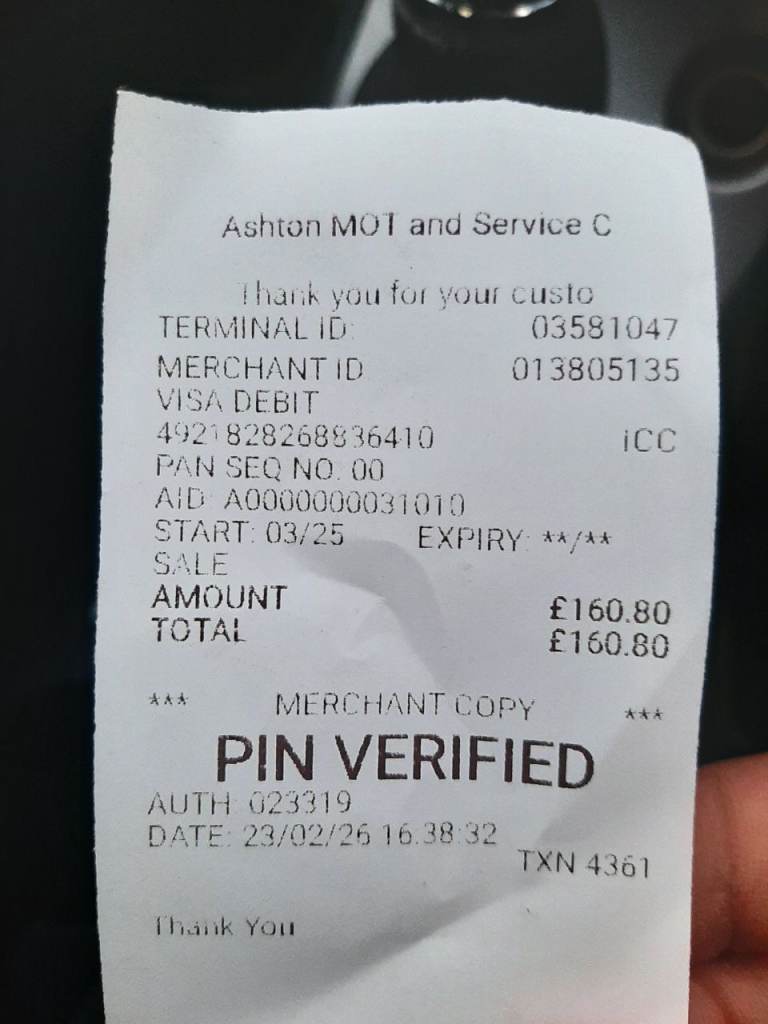 Ashton MOT and Service C
Thank you for your custo
TERMINAL ID: 03581047
MERCHANT ID 013805135
VISA DEBIT
4921828268836410 iCC
PAN SEQ NO: 00
AID: A0000000031010
START: 03/25 EXPIRY: **/**
SALE
AMOUNT £160.80
TOTAL £160.80
*** MERCHANT COPY ***
PIN VERIFIED
AUTH: 023319
DATE: 23/02/26 16:38:32
TXN 4361
Thank You